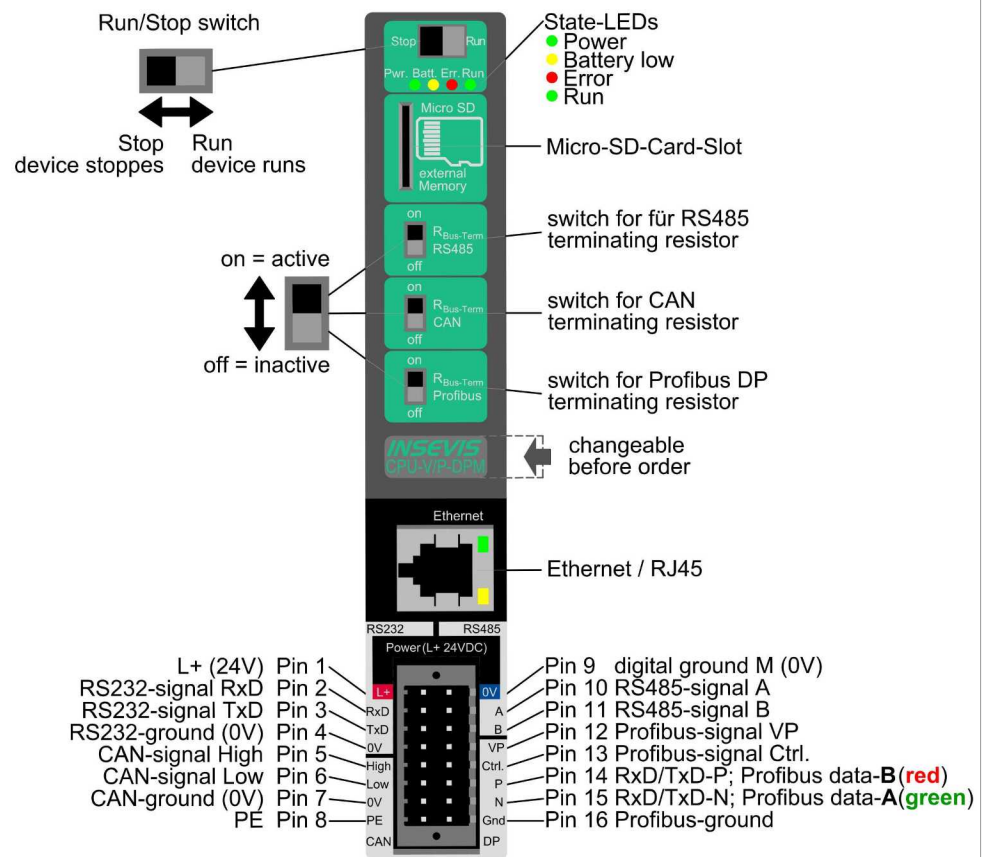 Run/Stop switch
Stop
device stoppes
Run
device runs
State-LEDs
Power
Battery low
Error
Run
Stop
Run
Pwr. Batt. Err. Run
Micro SD
external
Memory
Micro-SD-Card-Slot
on
RBus-Term
RS485
off
switch for für RS485
terminating resistor
on = active
off = inactive
on
RBus-Term
CAN
off
switch for CAN
terminating resistor
on
RBus-Term
Profibus
off
switch for Profibus DP
terminating resistor
INSEVIS
CPU-V/P-DPM
changeable
before order
Ethernet
Ethernet / RJ45
RS232
RS485
Power (L+ 24VDC)
L+ (24V) Pin 1
RS232-signal RxD Pin 2
RS232-signal TxD Pin 3
RS232-ground (0V) Pin 4
CAN-signal High Pin 5
CAN-signal Low Pin 6
CAN-ground (0V) Pin 7
PE Pin 8
L+
RxD
TxD
0V
High
Low
0V
PE
CAN
0V
A
B
VP
Ctrl.
P
N
Gnd
DP
Pin 9 digital ground M (0V)
Pin 10 RS485-signal A
Pin 11 RS485-signal B
Pin 12 Profibus-signal VP
Pin 13 Profibus-signal Ctrl.
Pin 14 RxD/TxD-P; Profibus data-B(red)
Pin 15 RxD/TxD-N; Profibus data-A(green)
Pin 16 Profibus-ground